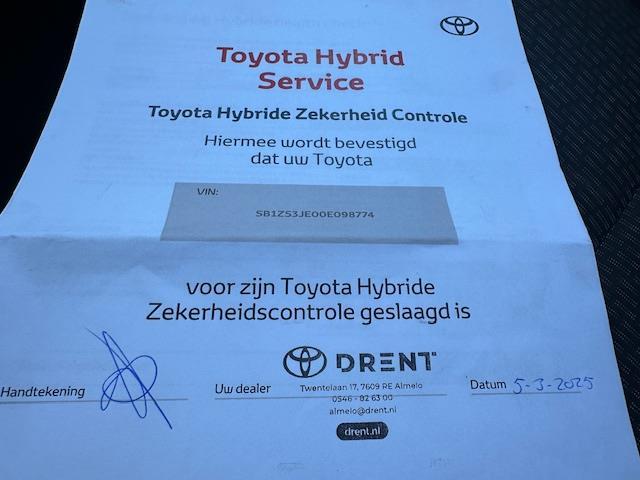 Toyota Hybrid
Service
Toyota Hybride Zekerheid Controle
Hiermee wordt bevestigd
dat uw Toyota
VIN:
SB1ZS3JE00E098774
voor zijn Toyota Hybride
Zekerheidscontrole geslaagd is
Handtekening
Uw dealer
DRENT
Twentelaan 17, 7609 RE Almelo
0546 - 82 63 00
almelo@drent.nl
drent.nl
Datum 5-3-2025